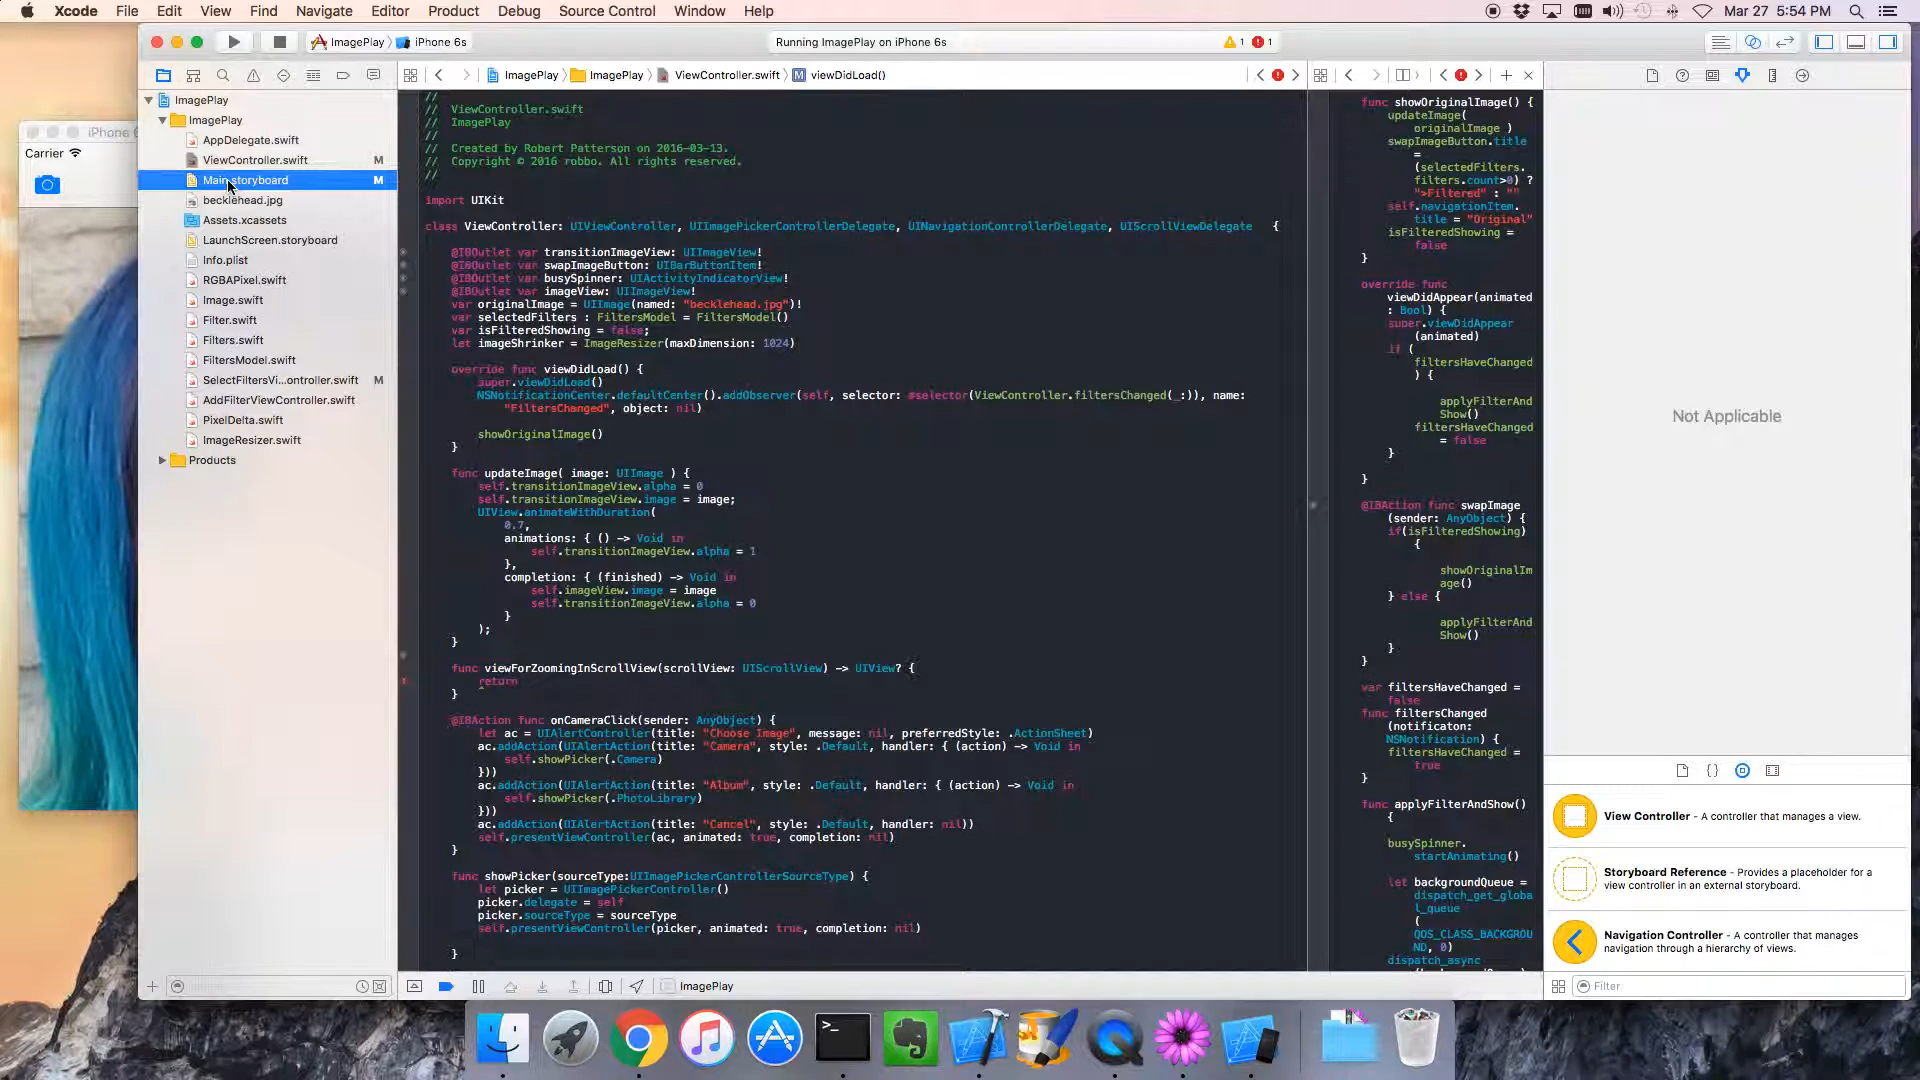 Xcode File Edit View Find Navigate Editor Product Debug Source Control Window Help Mar 27 5:54 PM
ImagePlay iPhone 6s Running ImagePlay on iPhone 6s 1 1
ImagePlay ImagePlay ViewController.swift M viewDidLoad()
ImagePlay
ImagePlay
AppDelegate.swift
ViewController.swift M
Main.storyboard M
becklehead.jpg
Assets.xcassets
LaunchScreen.storyboard
Info.plist
RGBAPixel.swift
Image.swift
Filter.swift
Filters.swift
FiltersModel.swift
SelectFiltersVi...ontroller.swift M
AddFilterViewController.swift
PixelDelta.swift
ImageResizer.swift
Products
iPhone 6
Carrier
//
// ViewController.swift
// ImagePlay
//
// Created by Robert Patterson on 2016-03-13.
// Copyright © 2016 robbo. All rights reserved.
//
import UIKit
class ViewController: UIViewController, UIImagePickerControllerDelegate, UINavigationControllerDelegate, UIScrollViewDelegate {
@IBOutlet var transitionImageView: UIImageView!
@IBOutlet var swapImageButton: UIBarButtonItem!
@IBOutlet var busySpinner: UIActivityIndicatorView!
@IBOutlet var imageView: UIImageView!
var originalImage = UIImage(named: "becklehead.jpg")!
var selectedFilters : FiltersModel = FiltersModel()
var isFilteredShowing = false;
let imageShrinker = ImageResizer(maxDimension: 1024)
override func viewDidLoad() {
super.viewDidLoad()
NSNotificationCenter.defaultCenter().addObserver(self, selector: #selector(ViewController.filtersChanged(_:)), name:
"FiltersChanged", object: nil)
showOriginalImage()
}
func updateImage( image: UIImage ) {
self.transitionImageView.alpha = 0
self.transitionImageView.image = image;
UIView.animateWithDuration(
0.7,
animations: { () -> Void in
self.transitionImageView.alpha = 1
},
completion: { (finished) -> Void in
self.imageView.image = image
self.transitionImageView.alpha = 0
}
);
}
func viewForZoomingInScrollView(scrollView: UIScrollView) -> UIView? {
return
}
@IBAction func onCameraClick(sender: AnyObject) {
let ac = UIAlertController(title: "Choose Image", message: nil, preferredStyle: .ActionSheet)
ac.addAction(UIAlertAction(title: "Camera", style: .Default, handler: { (action) -> Void in
self.showPicker(.Camera)
}))
ac.addAction(UIAlertAction(title: "Album", style: .Default, handler: { (action) -> Void in
self.showPicker(.PhotoLibrary)
}))
ac.addAction(UIAlertAction(title: "Cancel", style: .Default, handler: nil))
self.presentViewController(ac, animated: true, completion: nil)
}
func showPicker(sourceType:UIImagePickerControllerSourceType) {
let picker = UIImagePickerController()
picker.delegate = self
picker.sourceType = sourceType
self.presentViewController(picker, animated: true, completion: nil)
}
func showOriginalImage() {
updateImage(
originalImage )
swapImageButton.title
=
(selectedFilters.
filters.count>0) ?
">Filtered" : ""
self.navigationItem.
title = "Original"
isFilteredShowing =
false
}
override func
viewDidAppear(animated
: Bool) {
super.viewDidAppear
(animated)
if (
filtersHaveChanged
) {
applyFilterAnd
Show()
filtersHaveChanged
= false
}
}
@IBAction func swapImage
(sender: AnyObject) {
if(isFilteredShowing)
{
showOriginalIm
age()
} else {
applyFilterAnd
Show()
}
}
var filtersHaveChanged =
false
func filtersChanged
(notificaton:
NSNotification) {
filtersHaveChanged =
true
}
func applyFilterAndShow()
{
busySpinner.
startAnimating()
let backgroundQueue =
dispatch_get_globa
l_queue
(
QOS_CLASS_BACKGROU
ND, 0)
dispatch_async
Not Applicable
View Controller - A controller that manages a view.
Storyboard Reference - Provides a placeholder for a
view controller in an external storyboard.
Navigation Controller - A controller that manages
navigation through a hierarchy of views.
ImagePlay
Filter